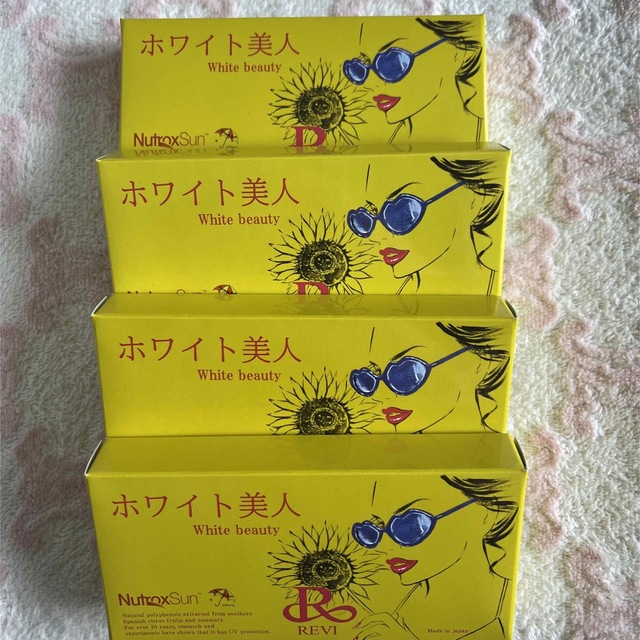 ホワイト美人
White beauty
NutroxSun™
R
ホワイト美人
White beauty
R
ホワイト美人
White beauty
ホワイト美人
White beauty
NutroxSun™
Natural polyphenols extracted from southern
Spanish citrus fruits and rosemary
For over 10 years, research and
experiments have shown that it has UV protection.
R
REVI
Made in japan